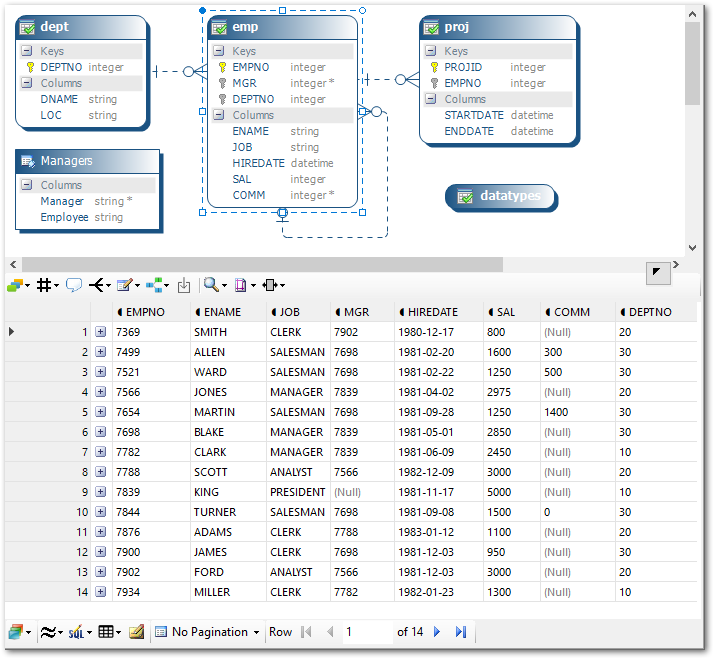 dept
Keys
DEPTNO integer
Columns
DNAME string
LOC string
emp
Keys
EMPNO integer
MGR integer *
DEPTNO integer
Columns
ENAME string
JOB string
HIREDATE datetime
SAL integer
COMM integer *
proj
Keys
PROJID integer
EMPNO integer
Columns
STARTDATE datetime
ENDDATE datetime
Managers
Columns
Manager string *
Employee string
datatypes
EMPNO ENAME JOB MGR HIREDATE SAL COMM DEPTNO
1 7369 SMITH CLERK 7902 1980-12-17 800 (Null) 20
2 7499 ALLEN SALESMAN 7698 1981-02-20 1600 300 30
3 7521 WARD SALESMAN 7698 1981-02-22 1250 500 30
4 7566 JONES MANAGER 7839 1981-04-02 2975 (Null) 20
5 7654 MARTIN SALESMAN 7698 1981-09-28 1250 1400 30
6 7698 BLAKE MANAGER 7839 1981-05-01 2850 (Null) 30
7 7782 CLARK MANAGER 7839 1981-06-09 2450 (Null) 10
8 7788 SCOTT ANALYST 7566 1982-12-09 3000 (Null) 20
9 7839 KING PRESIDENT (Null) 1981-11-17 5000 (Null) 10
10 7844 TURNER SALESMAN 7698 1981-09-08 1500 0 30
11 7876 ADAMS CLERK 7788 1983-01-12 1100 (Null) 20
12 7900 JAMES CLERK 7698 1981-12-03 950 (Null) 30
13 7902 FORD ANALYST 7566 1981-12-03 3000 (Null) 20
14 7934 MILLER CLERK 7782 1982-01-23 1300 (Null) 10
SQL No Pagination Row 1 of 14